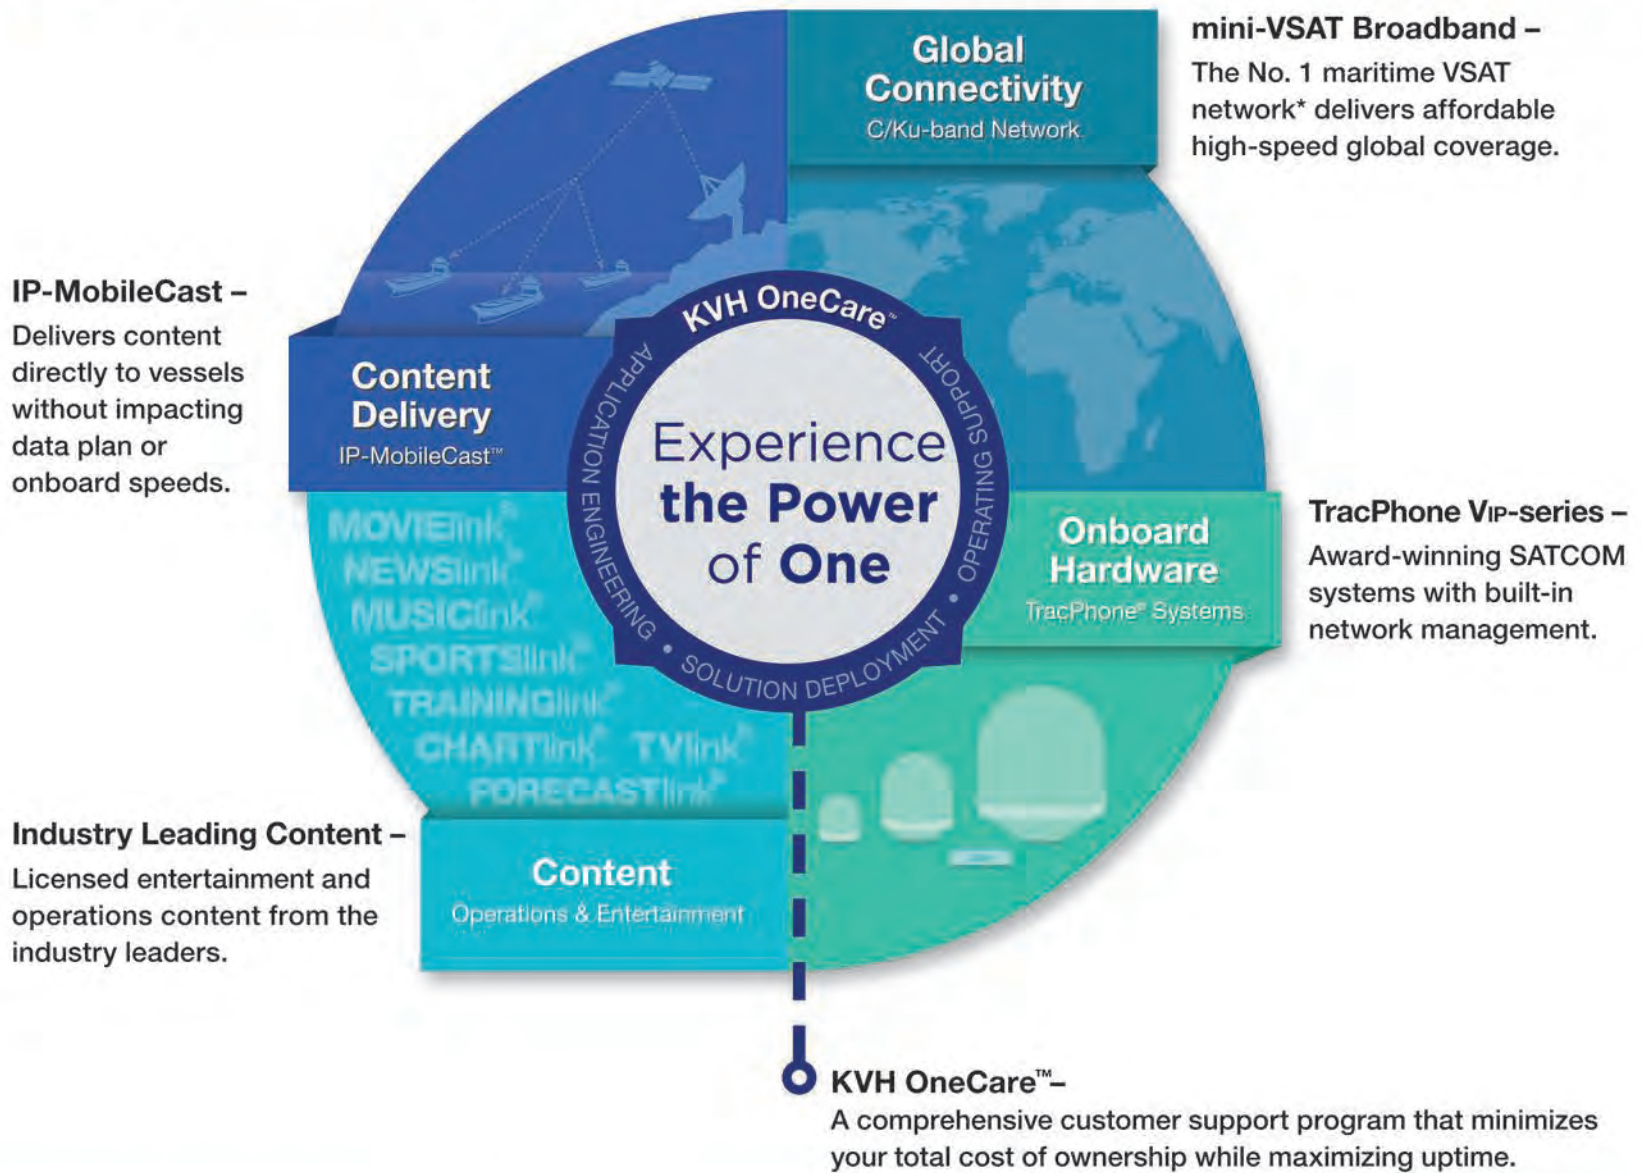 mini-VSAT Broadband –
The No. 1 maritime VSAT
network* delivers affordable
high-speed global coverage.
Global
Connectivity
C/Ku-band Network
IP-MobileCast –
Delivers content
directly to vessels
without impacting
data plan or
onboard speeds.
Content
Delivery
IP-MobileCast™
KVH OneCare™
APPLICATION ENGINEERING • SOLUTION DEPLOYMENT • OPERATING SUPPORT
Experience
the Power
of One
TracPhone VIP-series –
Award-winning SATCOM
systems with built-in
network management.
Onboard
Hardware
TracPhone® Systems
MOVIElink®
NEWSlink®
MUSIClink®
SPORTSlink®
TRAININGlink®
CHARTlink® TVlink®
FORECASTlink®
Industry Leading Content –
Licensed entertainment and
operations content from the
industry leaders.
Content
Operations & Entertainment
KVH OneCare™–
A comprehensive customer support program that minimizes
your total cost of ownership while maximizing uptime.